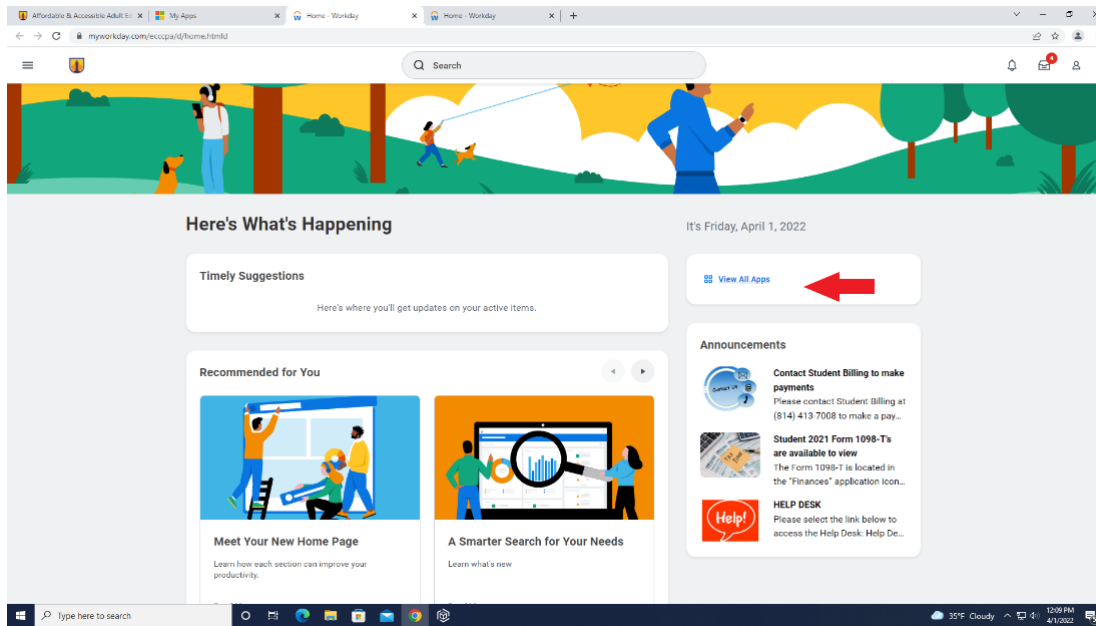 Affordable & Accessible Adult Ed
My Apps
Home - Workday
Home - Workday
myworkday.com/ecccpa/d/home.htmld
Search
4
Here's What's Happening
It's Friday, April 1, 2022
Timely Suggestions
Here's where you'll get updates on your active items.
View All Apps
Announcements
Contact Us
Contact Student Billing to make
payments
Please contact Student Billing at
(814) 413-7008 to make a pay...
Student 2021 Form 1098-T's
are available to view
The Form 1098-T is located in
the "Finances" application icon...
Help!
HELP DESK
Please select the link below to
access the Help Desk: Help De...
Recommended for You
Meet Your New Home Page
Learn how each section can improve your
productivity.
A Smarter Search for Your Needs
Learn what's new
Type here to search
35°F Cloudy
12:09 PM
4/1/2022